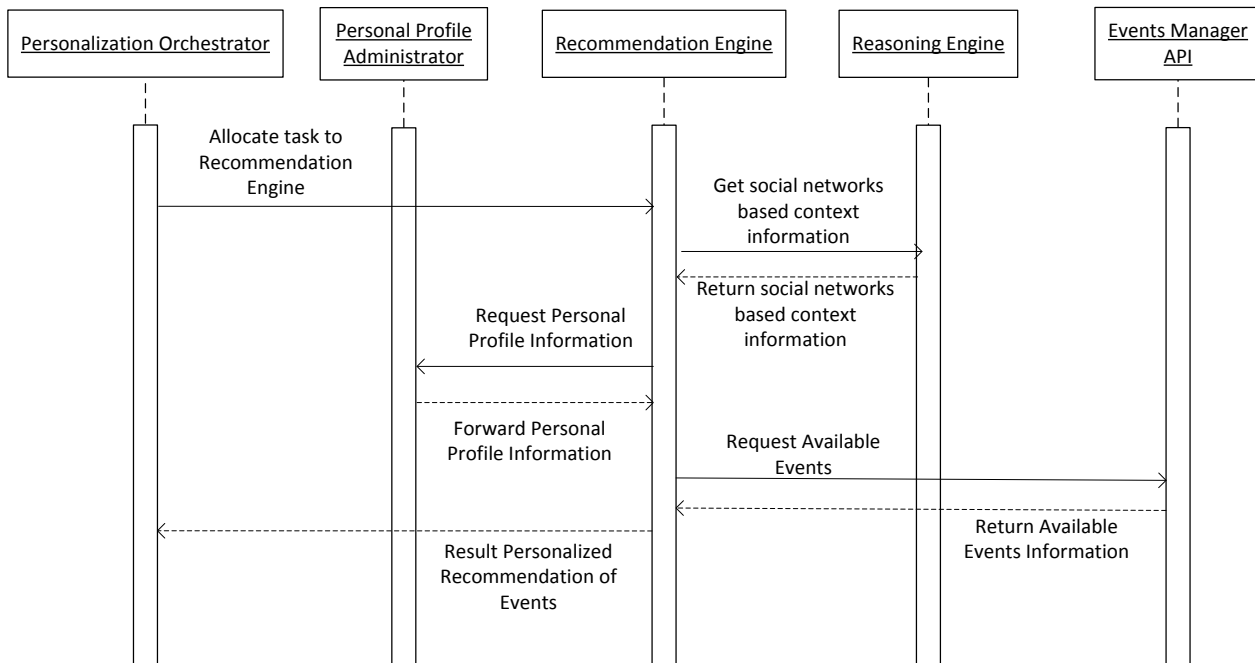 Personalization Orchestrator
Personal Profile
Administrator
Recommendation Engine
Reasoning Engine
Events Manager
API
Allocate task to
Recommendation
Engine
Get social networks
based context
information
Return social networks
based context
information
Request Personal
Profile Information
Forward Personal
Profile Information
Request Available
Events
Return Available
Events Information
Result Personalized
Recommendation of
Events